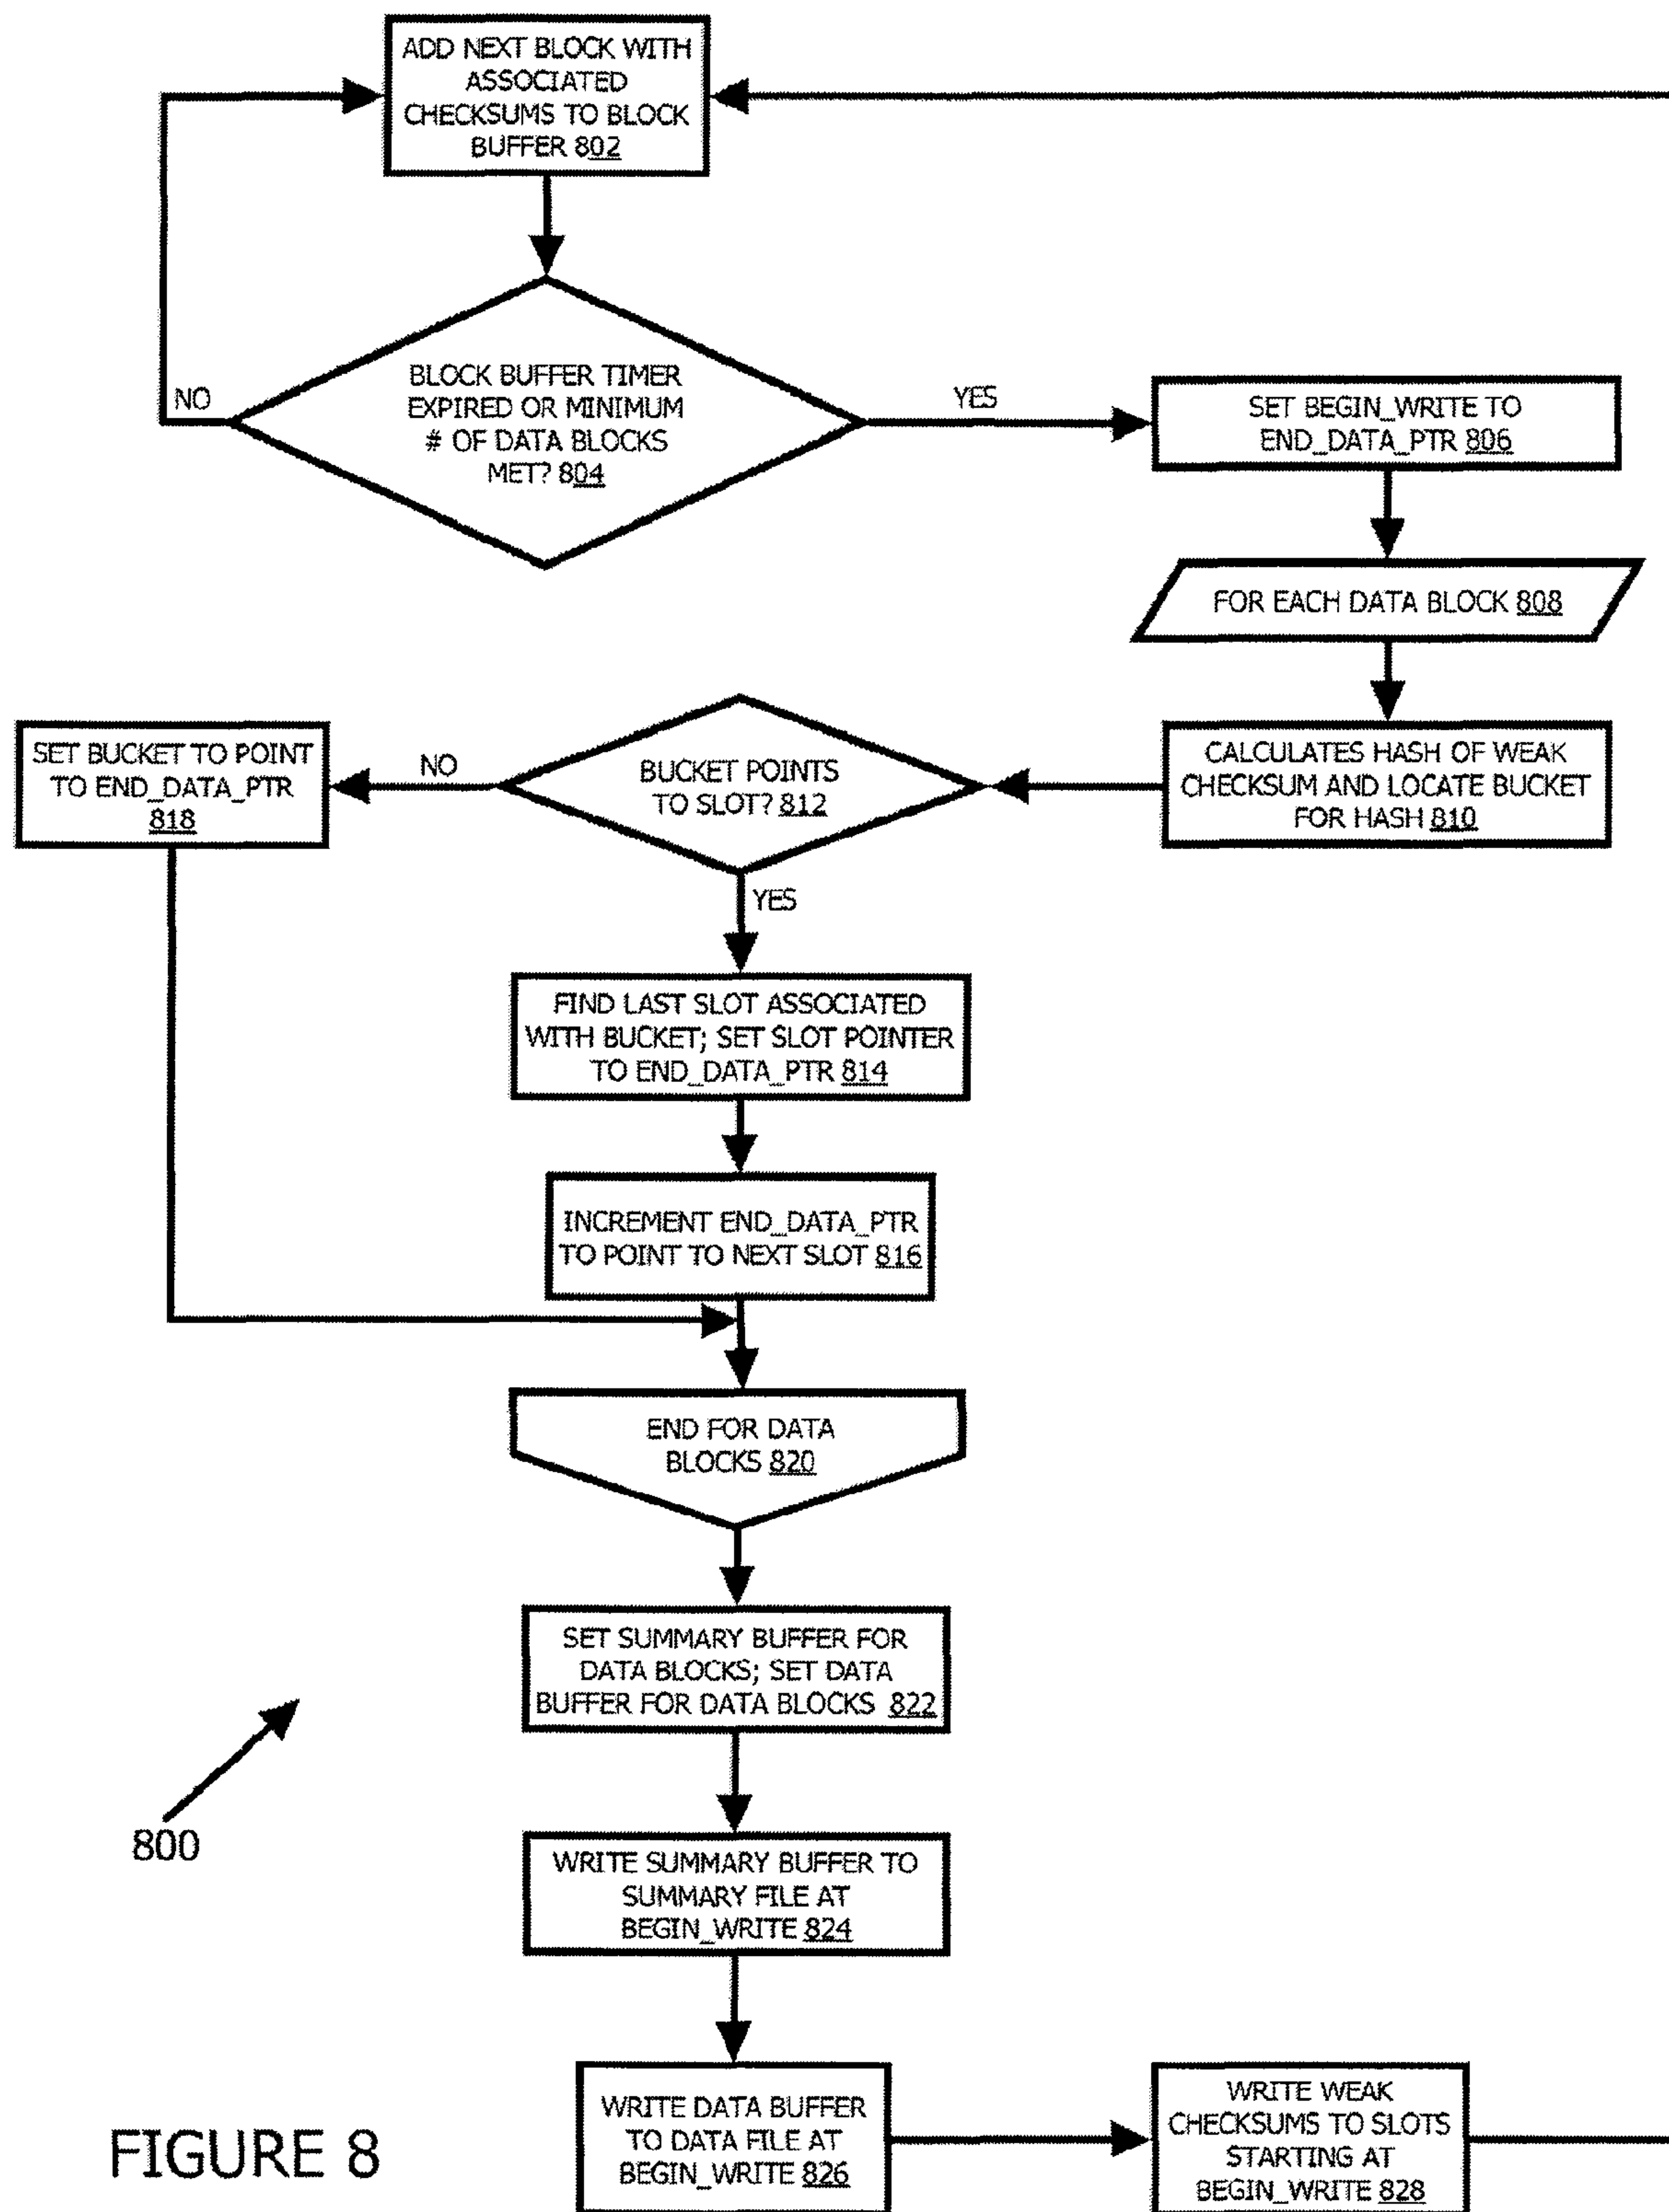 ADD NEXT BLOCK WITH
ASSOCIATED
CHECKSUMS TO BLOCK
BUFFER 802
BLOCK BUFFER TIMER
EXPIRED OR MINIMUM
# OF DATA BLOCKS
MET? 804
NO
YES
SET BEGIN_WRITE TO
END_DATA_PTR 806
FOR EACH DATA BLOCK 808
CALCULATES HASH OF WEAK
CHECKSUM AND LOCATE BUCKET
FOR HASH 810
BUCKET POINTS
TO SLOT? 812
NO
SET BUCKET TO POINT
TO END_DATA_PTR
818
YES
FIND LAST SLOT ASSOCIATED
WITH BUCKET; SET SLOT POINTER
TO END_DATA_PTR 814
INCREMENT END_DATA_PTR
TO POINT TO NEXT SLOT 816
END FOR DATA
BLOCKS 820
SET SUMMARY BUFFER FOR
DATA BLOCKS; SET DATA
BUFFER FOR DATA BLOCKS 822
800
WRITE SUMMARY BUFFER TO
SUMMARY FILE AT
BEGIN_WRITE 824
WRITE DATA BUFFER
TO DATA FILE AT
BEGIN_WRITE 826
WRITE WEAK
CHECKSUMS TO SLOTS
STARTING AT
BEGIN_WRITE 828
FIGURE 8